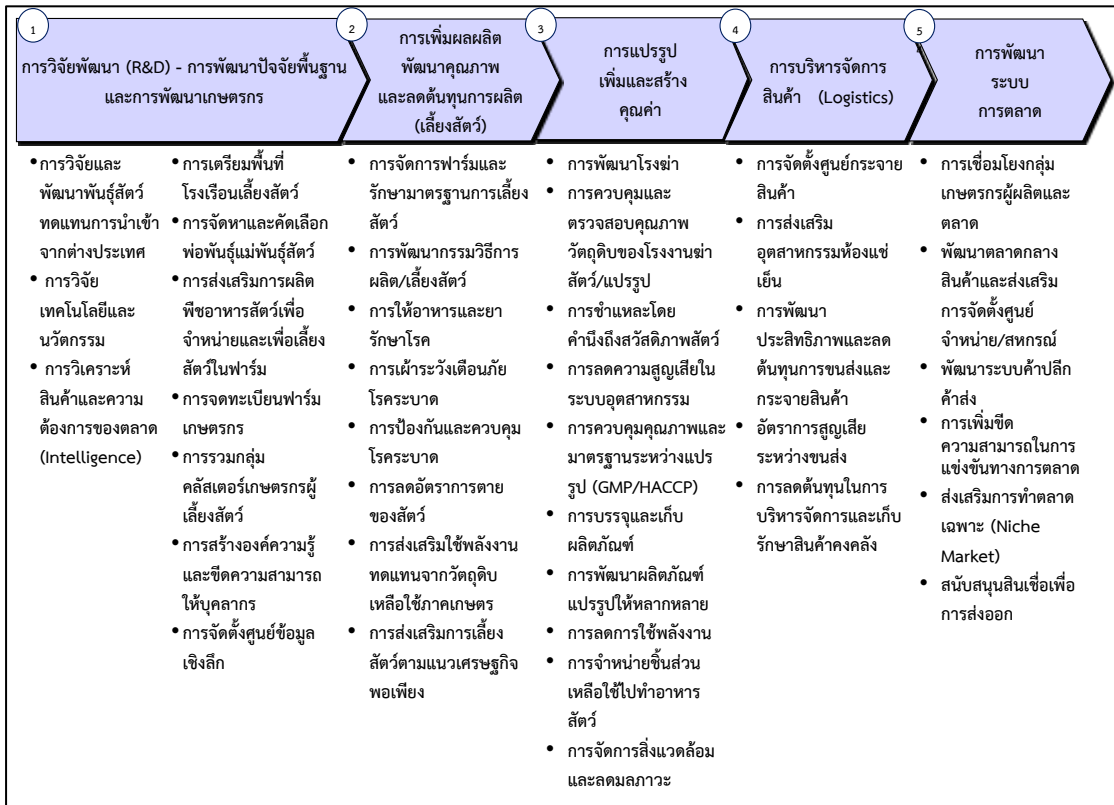 1
การวิจัยพัฒนา (R&D) - การพัฒนาปัจจัยพื้นฐาน
และการพัฒนาเกษตรกร
2
การเพิ่มผลผลิต
พัฒนาคุณภาพ
และลดต้นทุนการผลิต
(เลี้ยงสัตว์)
3
การแปรรูป
เพิ่มและสร้าง
คุณค่า
4
การบริหารจัดการ
สินค้า (Logistics)
5
การพัฒนา
ระบบ
การตลาด
•การวิจัยและ
พัฒนาพันธุ์สัตว์
ทดแทนการนำเข้า
จากต่างประเทศ
• การวิจัย
เทคโนโลยีและ
นวัตกรรม
• การวิเคราะห์
สินค้าและความ
ต้องการของตลาด
(Intelligence)
•การเตรียมพื้นที่
โรงเรือนเลี้ยงสัตว์
•การจัดหาและคัดเลือก
พ่อพันธุ์แม่พันธุ์สัตว์
•การส่งเสริมการผลิต
พืชอาหารสัตว์เพื่อ
จำหน่ายและเพื่อเลี้ยง
สัตว์ในฟาร์ม
•การจดทะเบียนฟาร์ม
เกษตรกร
•การรวมกลุ่ม
คลัสเตอร์เกษตรกรผู้
เลี้ยงสัตว์
•การสร้างองค์ความรู้
และขีดความสามารถ
ให้บุคลากร
•การจัดตั้งศูนย์ข้อมูล
เชิงลึก
• การจัดการฟาร์มและ
รักษามาตรฐานการเลี้ยง
สัตว์
• การพัฒนากรรมวิธีการ
ผลิต/เลี้ยงสัตว์
• การให้อาหารและยา
รักษาโรค
• การเฝ้าระวังเตือนภัย
โรคระบาด
• การป้องกันและควบคุม
โรคระบาด
• การลดอัตราการตาย
ของสัตว์
• การส่งเสริมใช้พลังงาน
ทดแทนจากวัตถุดิบ
เหลือใช้ภาคเกษตร
• การส่งเสริมการเลี้ยง
สัตว์ตามแนวเศรษฐกิจ
พอเพียง
• การพัฒนาโรงฆ่า
• การควบคุมและ
ตรวจสอบคุณภาพ
วัตถุดิบของโรงงานฆ่า
สัตว์/แปรรูป
• การชำแหละโดย
คำนึงถึงสวัสดิภาพสัตว์
• การลดความสูญเสียใน
ระบบอุตสาหกรรม
• การควบคุมคุณภาพและ
มาตรฐานระหว่างแปร
รูป (GMP/HACCP)
• การบรรจุและเก็บ
ผลิตภัณฑ์
• การพัฒนาผลิตภัณฑ์
แปรรูปให้หลากหลาย
• การลดการใช้พลังงาน
• การจำหน่ายชิ้นส่วน
เหลือใช้ไปทำอาหาร
สัตว์
• การจัดการสิ่งแวดล้อม
และลดมลภาวะ
• การจัดตั้งศูนย์กระจาย
สินค้า
• การส่งเสริม
อุตสาหกรรมห้องแช่
เย็น
• การพัฒนา
ประสิทธิภาพและลด
ต้นทุนการขนส่งและ
กระจายสินค้า
• อัตราการสูญเสีย
ระหว่างขนส่ง
• การลดต้นทุนในการ
บริหารจัดการและเก็บ
รักษาสินค้าคงคลัง
• การเชื่อมโยงกลุ่ม
เกษตรกรผู้ผลิตและ
ตลาด
• พัฒนาตลาดกลาง
สินค้าและส่งเสริม
การจัดตั้งศูนย์
จำหน่าย/สหกรณ์
• พัฒนาระบบค้าปลีก
ค้าส่ง
• การเพิ่มขีด
ความสามารถในการ
แข่งขันทางการตลาด
• ส่งเสริมการทำตลาด
เฉพาะ (Niche
Market)
• สนับสนุนสินเชื่อเพื่อ
การส่งออก